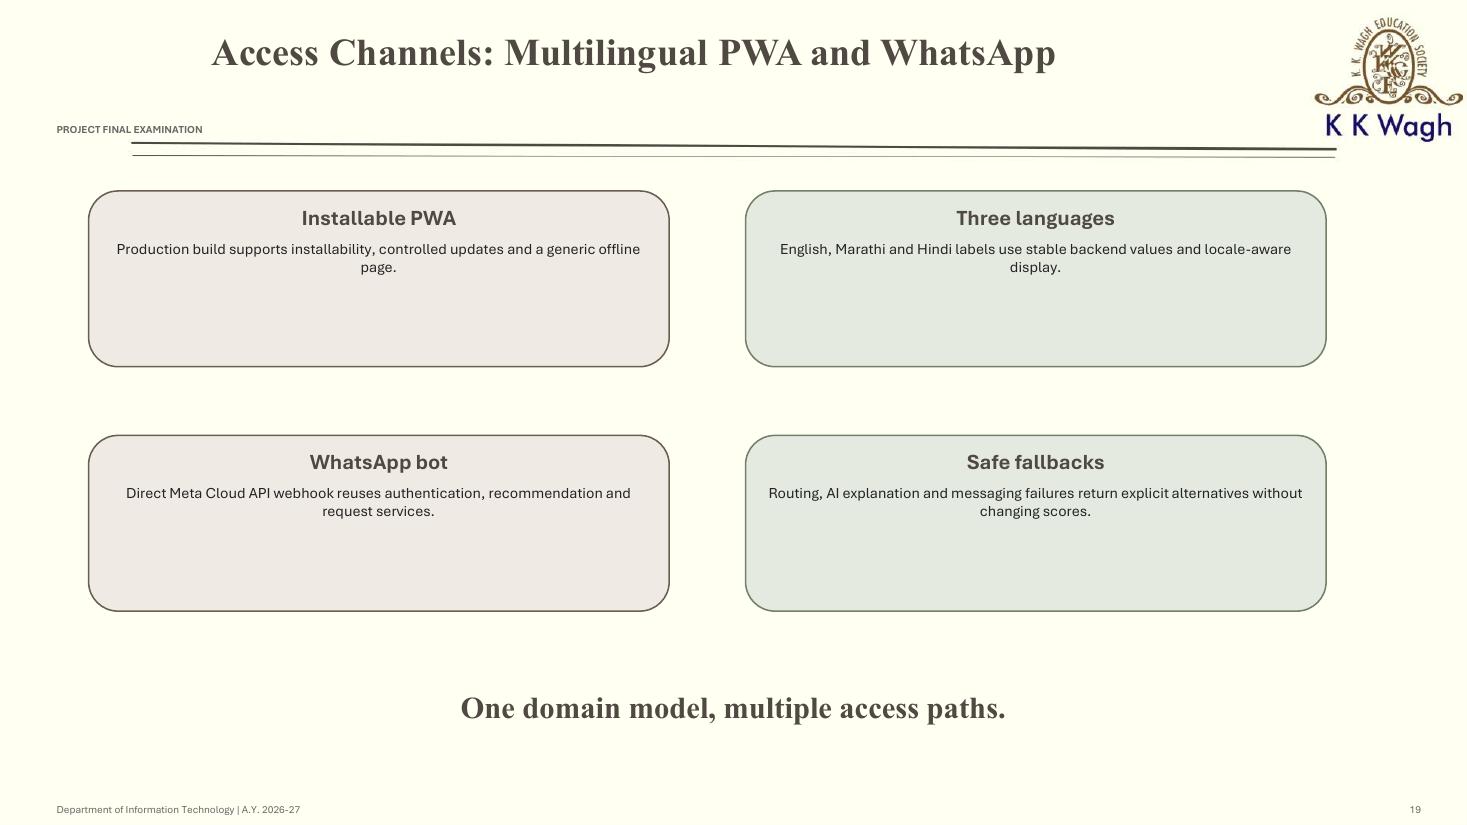 Access Channels: Multilingual PWA and WhatsApp
K. K. WAGH EDUCATION SOCIETY
K K Wagh
PROJECT FINAL EXAMINATION
Installable PWA
Production build supports installability, controlled updates and a generic offline
page.
Three languages
English, Marathi and Hindi labels use stable backend values and locale-aware
display.
WhatsApp bot
Direct Meta Cloud API webhook reuses authentication, recommendation and
request services.
Safe fallbacks
Routing, AI explanation and messaging failures return explicit alternatives without
changing scores.
One domain model, multiple access paths.
Department of Information Technology | A.Y. 2026-27
19